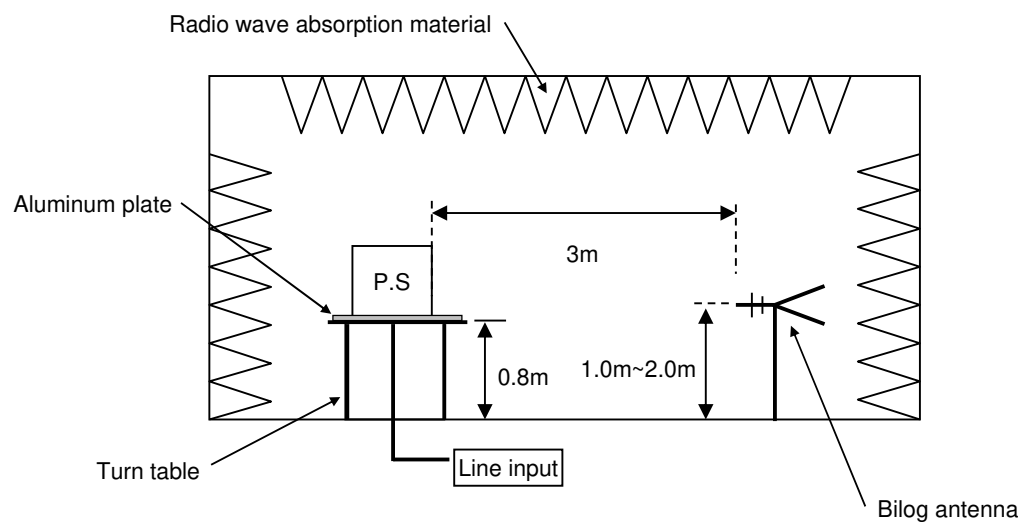 Radio wave absorption material
Aluminum plate
3m
P.S
0.8m
1.0m~2.0m
Turn table
Line input
Bilog antenna